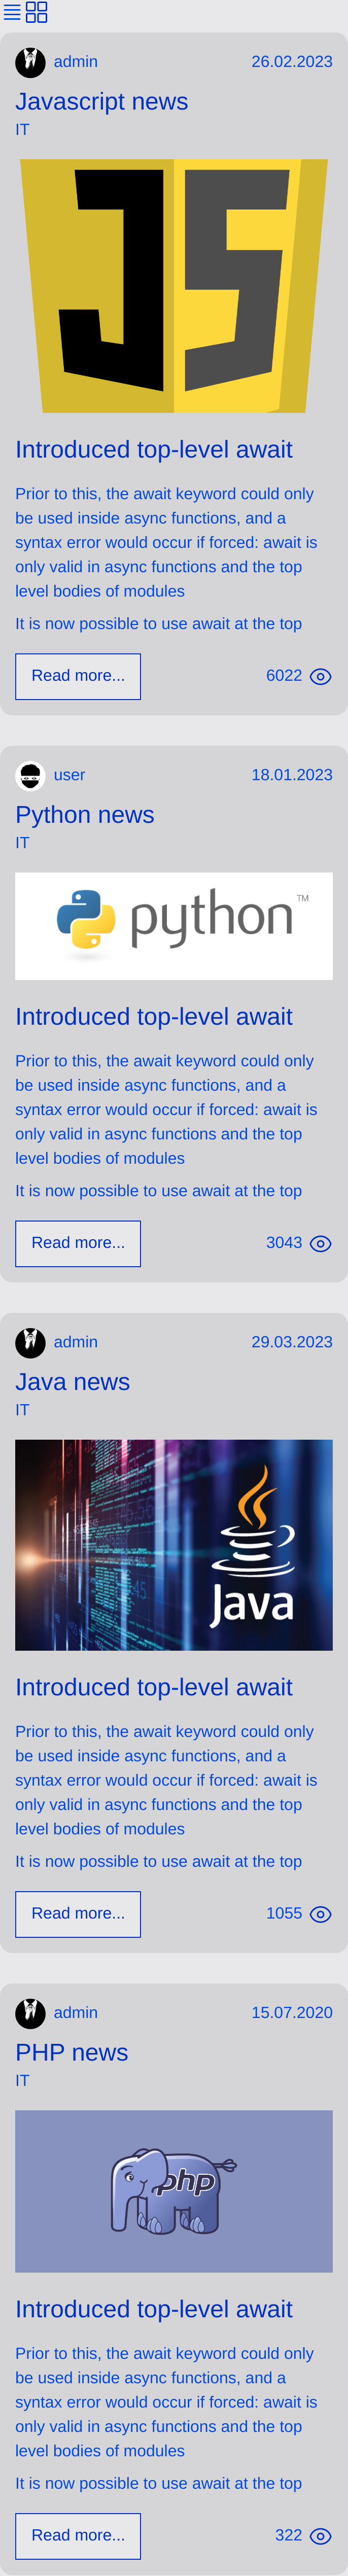 admin 26.02.2023
Javascript news
IT
JS
Introduced top-level await
Prior to this, the await keyword could only
be used inside async functions, and a
syntax error would occur if forced: await is
only valid in async functions and the top
level bodies of modules
It is now possible to use await at the top
Read more... 6022
user 18.01.2023
Python news
IT
python TM
Introduced top-level await
Prior to this, the await keyword could only
be used inside async functions, and a
syntax error would occur if forced: await is
only valid in async functions and the top
level bodies of modules
It is now possible to use await at the top
Read more... 3043
admin 29.03.2023
Java news
IT
Java
Introduced top-level await
Prior to this, the await keyword could only
be used inside async functions, and a
syntax error would occur if forced: await is
only valid in async functions and the top
level bodies of modules
It is now possible to use await at the top
Read more... 1055
admin 15.07.2020
PHP news
IT
php
Introduced top-level await
Prior to this, the await keyword could only
be used inside async functions, and a
syntax error would occur if forced: await is
only valid in async functions and the top
level bodies of modules
It is now possible to use await at the top
Read more... 322